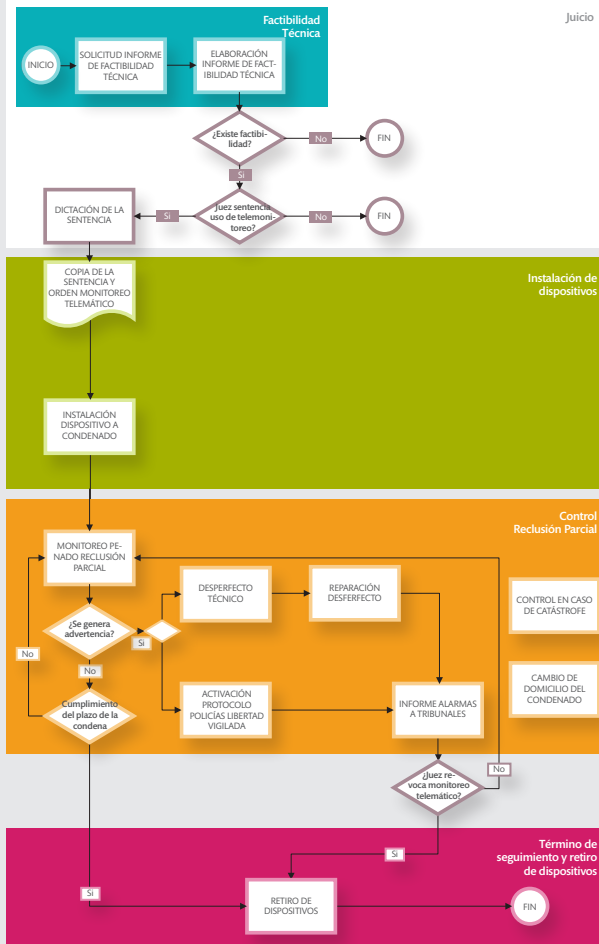 Factibilidad
Técnica
Juicio
INICIO
SOLICITUD INFORME
DE FACTIBILIDAD
TÉCNICA
ELABORACIÓN
INFORME DE FACT-
IBILIDAD TÉCNICA
¿Existe factibi-
lidad?
No
FIN
Si
Juez sentencia
uso de telemoni-
toreo?
No
FIN
Si
DICTACIÓN DE LA
SENTENCIA
COPIA DE LA
SENTENCIA Y
ORDEN MONITOREO
TELEMÁTICO
Instalación de
dispositivos
INSTALACIÓN
DISPOSITIVO A
CONDENADO
Control
Reclusión Parcial
MONITOREO PE-
NADO RECLUSIÓN
PARCIAL
DESPERFECTO
TÉCNICO
REPARACIÓN
DESFERFECTO
CONTROL EN CASO
DE CATÁSTROFE
¿Se genera
advertencia?
Si
No
No
Cumplimiento
del plazo de la
condena
ACTIVACIÓN
PROTOCOLO
POLICÍAS LIBERTAD
VIGILADA
INFORME ALARMAS
A TRIBUNALES
CAMBIO DE
DOMICILIO DEL
CONDENADO
¿Juez re-
voca monitoreo
telemático?
No
Si
Término de
seguimiento y retiro
de dispositivos
Si
RETIRO DE
DISPOSITIVOS
FIN